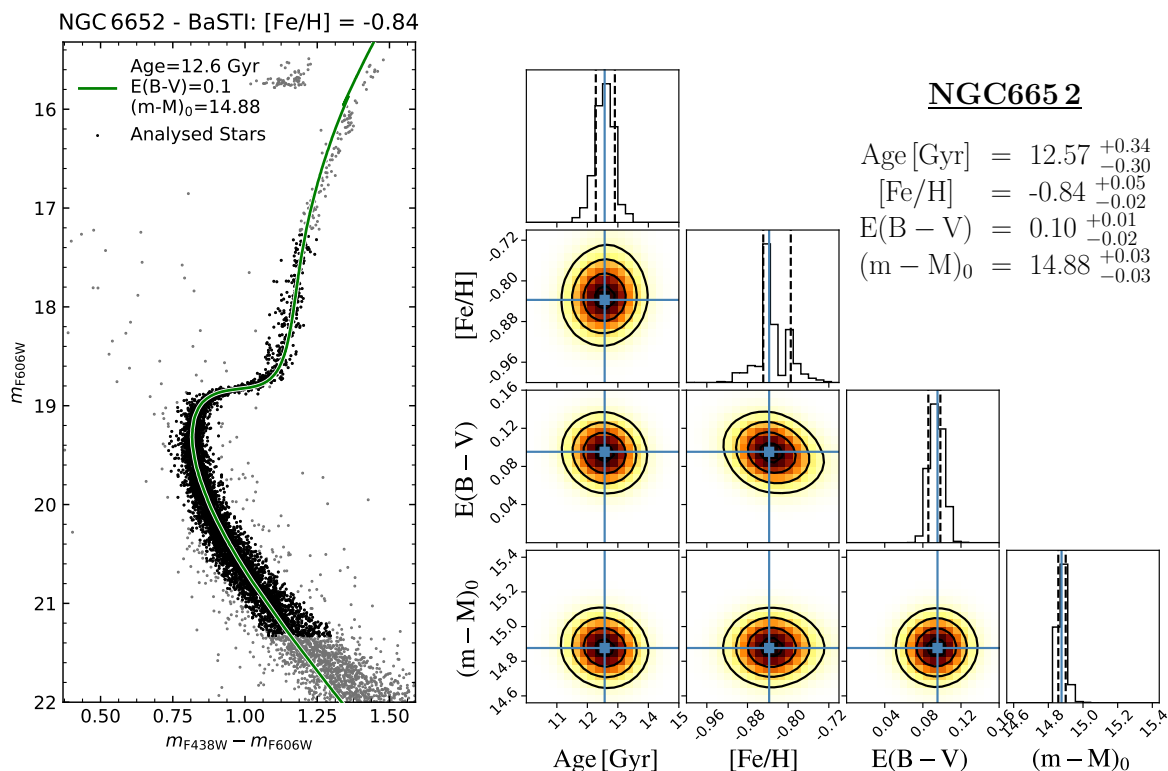 NGC 6652 - BaSTI: [Fe/H] = -0.84
Age=12.6 Gyr
E(B-V)=0.1
(m-M)₀=14.88
Analysed Stars
16
17
18
19
20
21
22
m_F606W
0.50 0.75 1.00 1.25 1.50
m_F438W − m_F606W
NGC665 2
Age [Gyr] = 12.57 +0.34 −0.30
[Fe/H] = -0.84 +0.05 −0.02
E(B − V) = 0.10 +0.01 −0.02
(m − M)₀ = 14.88 +0.03 −0.03
[Fe/H]
-0.72
-0.80
-0.88
-0.96
E(B − V)
0.16
0.12
0.08
0.04
(m − M)₀
15.4
15.2
15.0
14.8
14.6
11 12 13 14 15
-0.96 -0.88 -0.80 -0.72
0.04 0.08 0.12 0.16
14.6 14.8 15.0 15.2 15.4
Age [Gyr]
[Fe/H]
E(B − V)
(m − M)₀